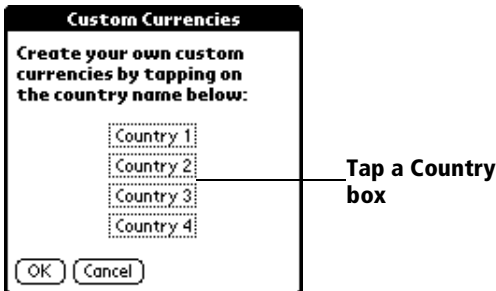 Custom Currencies
Create your own custom
currencies by tapping on
the country name below:
Country 1
Country 2
Country 3
Country 4
Tap a Country
box
OK Cancel